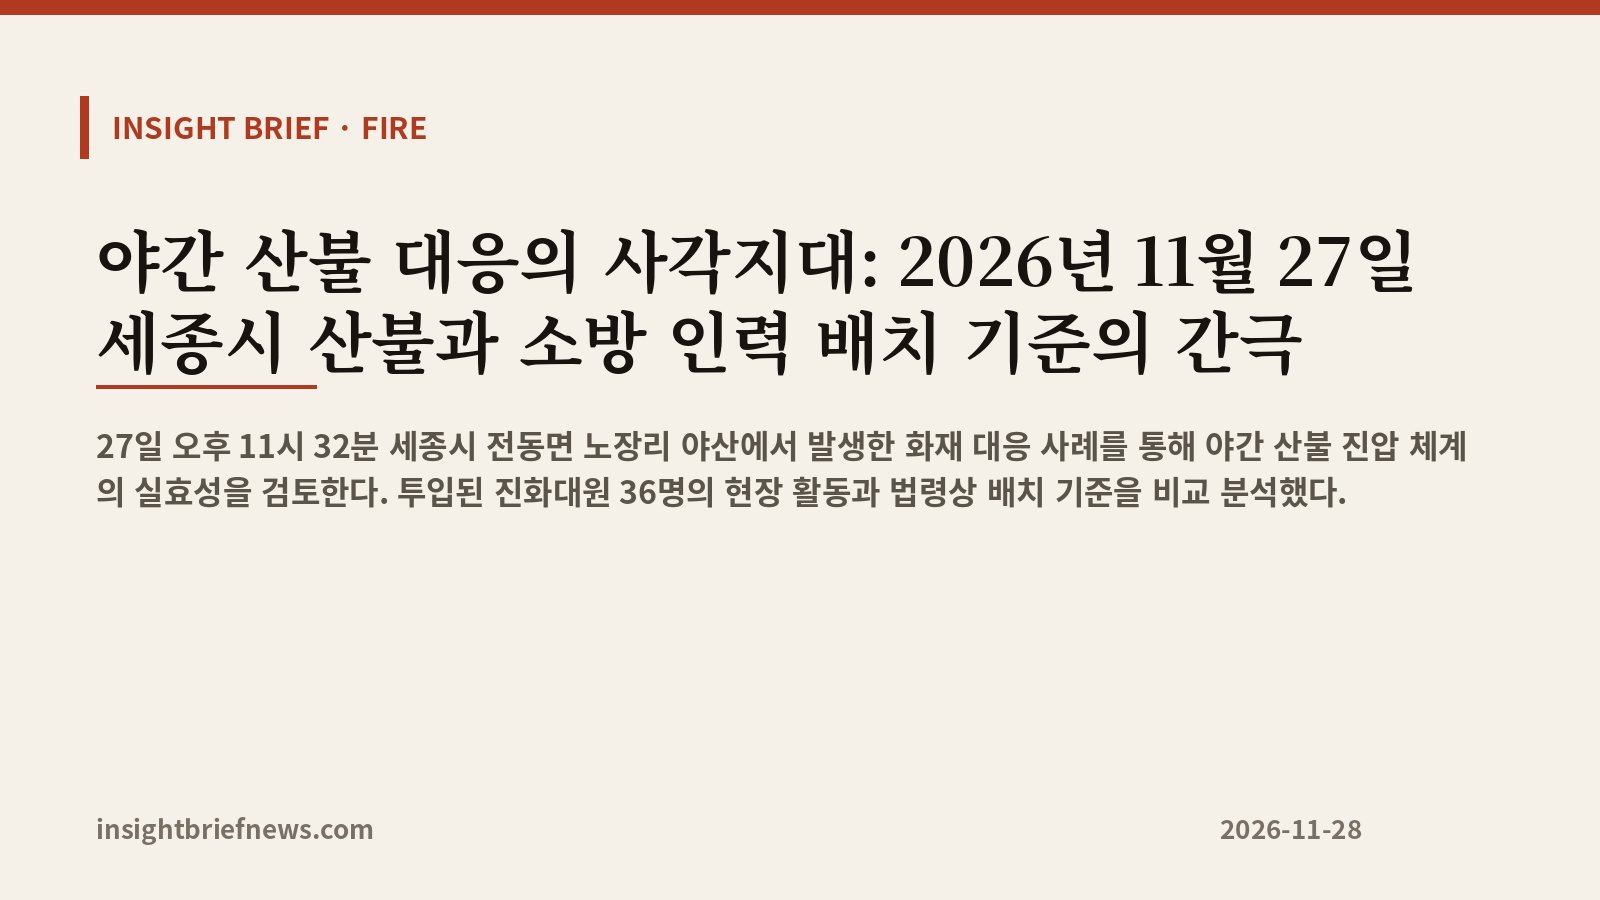 INSIGHT BRIEF · FIRE
야간 산불 대응의 사각지대: 2026년 11월 27일
세종시 산불과 소방 인력 배치 기준의 간극
27일 오후 11시 32분 세종시 전동면 노장리 야산에서 발생한 화재 대응 사례를 통해 야간 산불 진압 체계
의 실효성을 검토한다. 투입된 진화대원 36명의 현장 활동과 법령상 배치 기준을 비교 분석했다.
insightbriefnews.com
2026-11-28